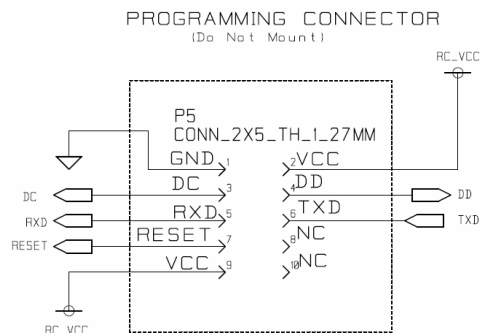 PROGRAMMING CONNECTOR
(Do Not Mount)
RC_VCC
P5
CONN_2X5_TH_1_27MM
GND 1 2 VCC
DC DC 3 4 DD DD
RXD RXD 5 6 TXD TXD
RESET RESET 7 8 NC
VCC 9 10 NC
RC_VCC